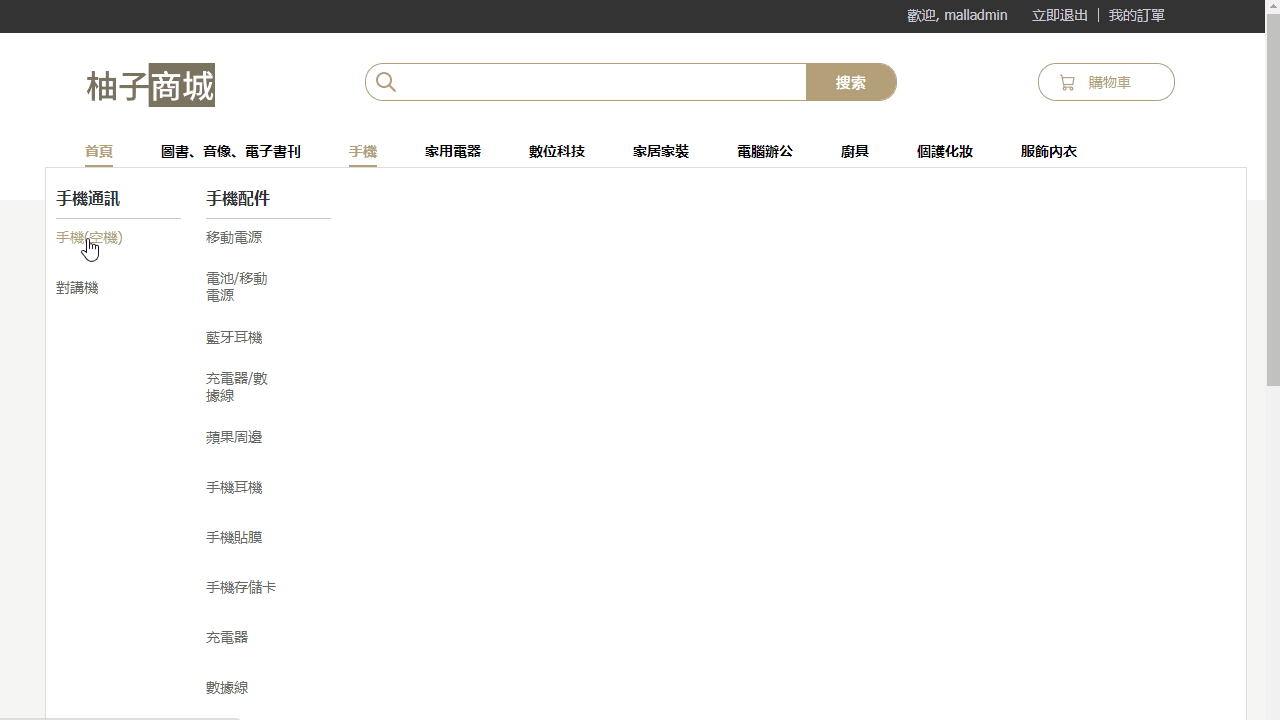 歡迎, malladmin 立即退出 我的訂單
柚子商城
搜索
購物車
首頁 圖書、音像、電子書刊 手機 家用電器 數位科技 家居家裝 電腦辦公 廚具 個護化妝 服飾內衣
手機通訊 手機配件
手機(空機) 移動電源
電池/移動
電源
對講機
藍牙耳機
充電器/數
據線
蘋果周邊
手機耳機
手機貼膜
手機存儲卡
充電器
數據線